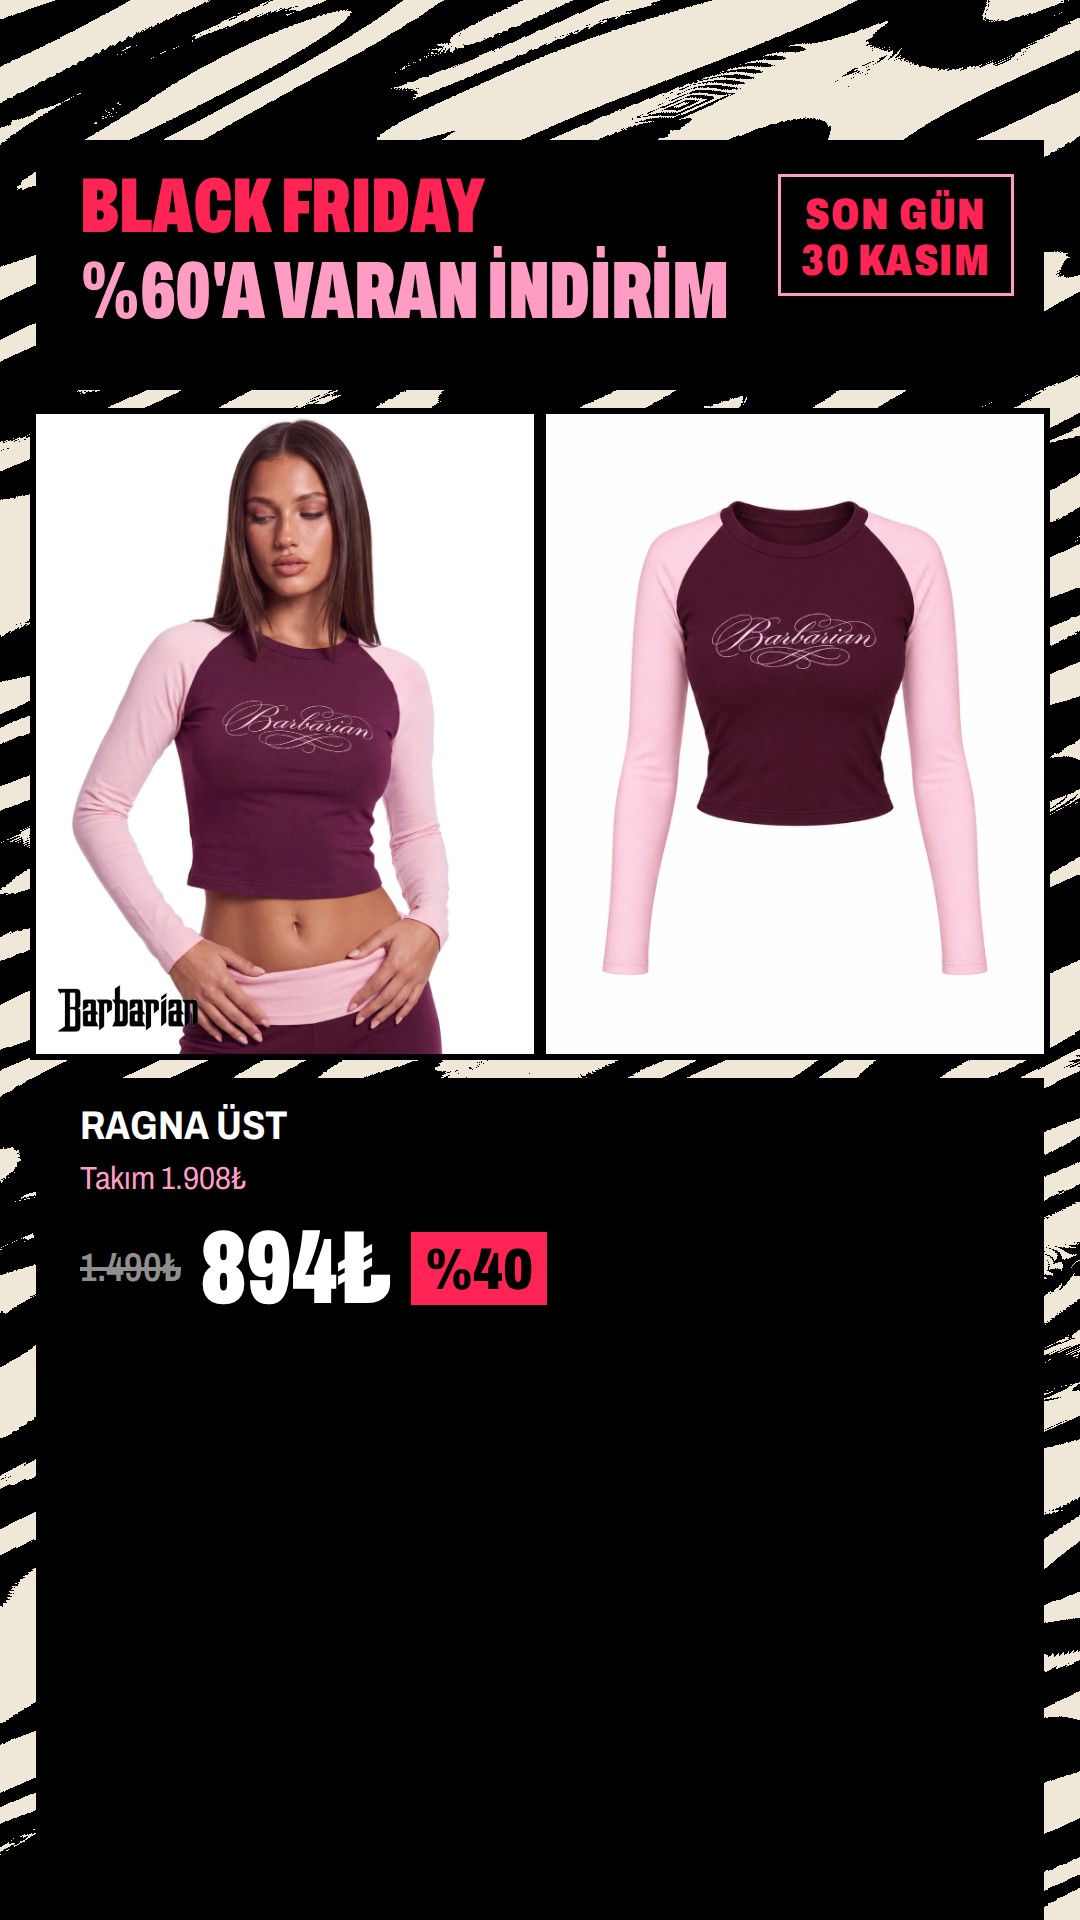 BLACK FRIDAY
%60'A VARAN İNDİRİM
SON GÜN
30 KASIM
Barbarian
Barbarian
Barbarian
RAGNA ÜST
Takım 1.908₺
1.490₺ 894₺ %40